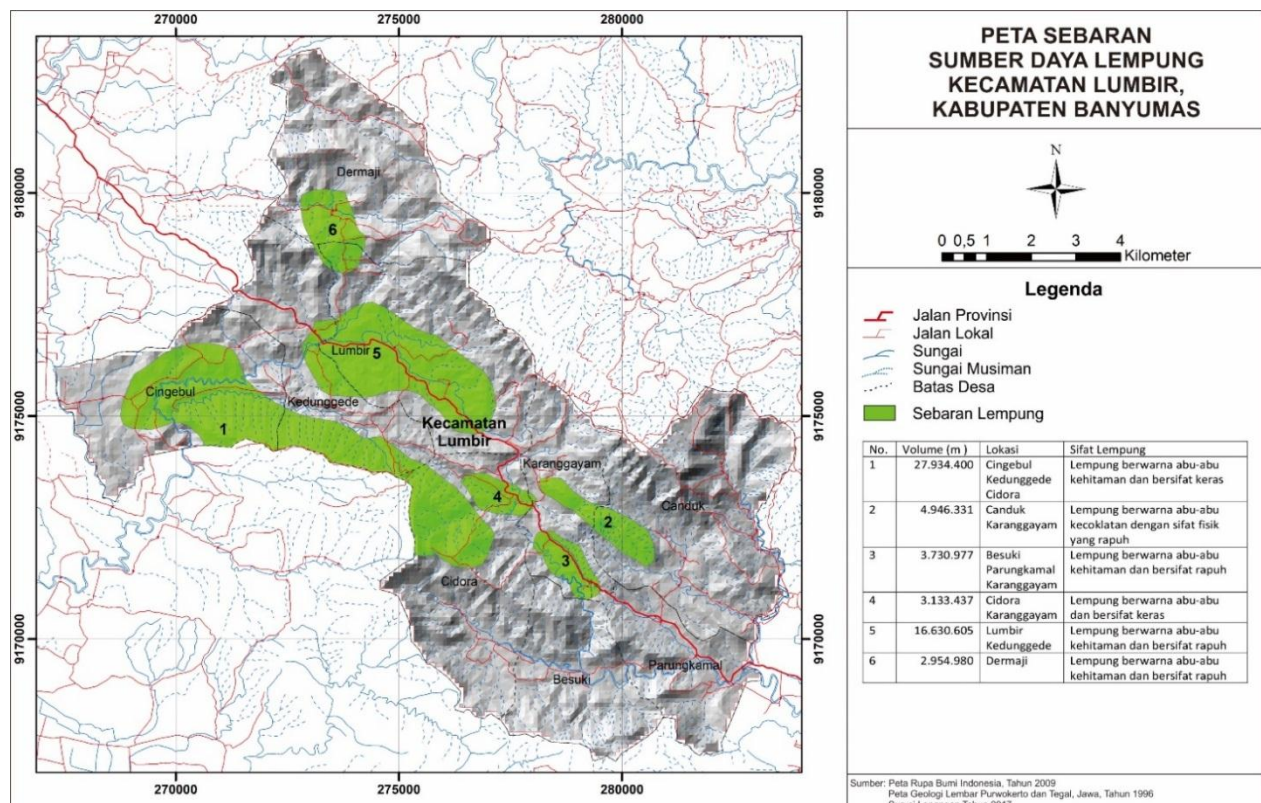 270000
275000
280000
PETA SEBARAN
SUMBER DAYA LEMPUNG
KECAMATAN LUMBIR,
KABUPATEN BANYUMAS
N
0 0,5 1 2 3 4
Kilometer
Legenda
Jalan Provinsi
Jalan Lokal
Sungai
Sungai Musiman
Batas Desa
Sebaran Lempung
No. Volume (m ) Lokasi Sifat Lempung
1 27.934.400 Cingebul Lempung berwarna abu-abu
Kedunggede kehitaman dan bersifat keras
Cidora
2 4.946.331 Canduk Lempung berwarna abu-abu
Karanggayam kecoklatan dengan sifat fisik
yang rapuh
3 3.730.977 Besuki Lempung berwarna abu-abu
Parungkamal kehitaman dan bersifat rapuh
Karanggayam
4 3.133.437 Cidora Lempung berwarna abu-abu
Karanggayam dan bersifat keras
5 16.630.605 Lumbir Lempung berwarna abu-abu
Kedunggede kehitaman dan bersifat rapuh
6 2.954.980 Dermaji Lempung berwarna abu-abu
kehitaman dan bersifat rapuh
Sumber: Peta Rupa Bumi Indonesia, Tahun 2009
Peta Geologi Lembar Purwokerto dan Tegal, Jawa, Tahun 1996
9180000
9180000
Dermaji
6
Lumbir
5
Cingebul
Kedunggede
9175000
9175000
1
Kecamatan
Lumbir
Karanggayam
4
2
Canduk
3
Cidora
9170000
9170000
Parungkamal
Besuki
270000
275000
280000